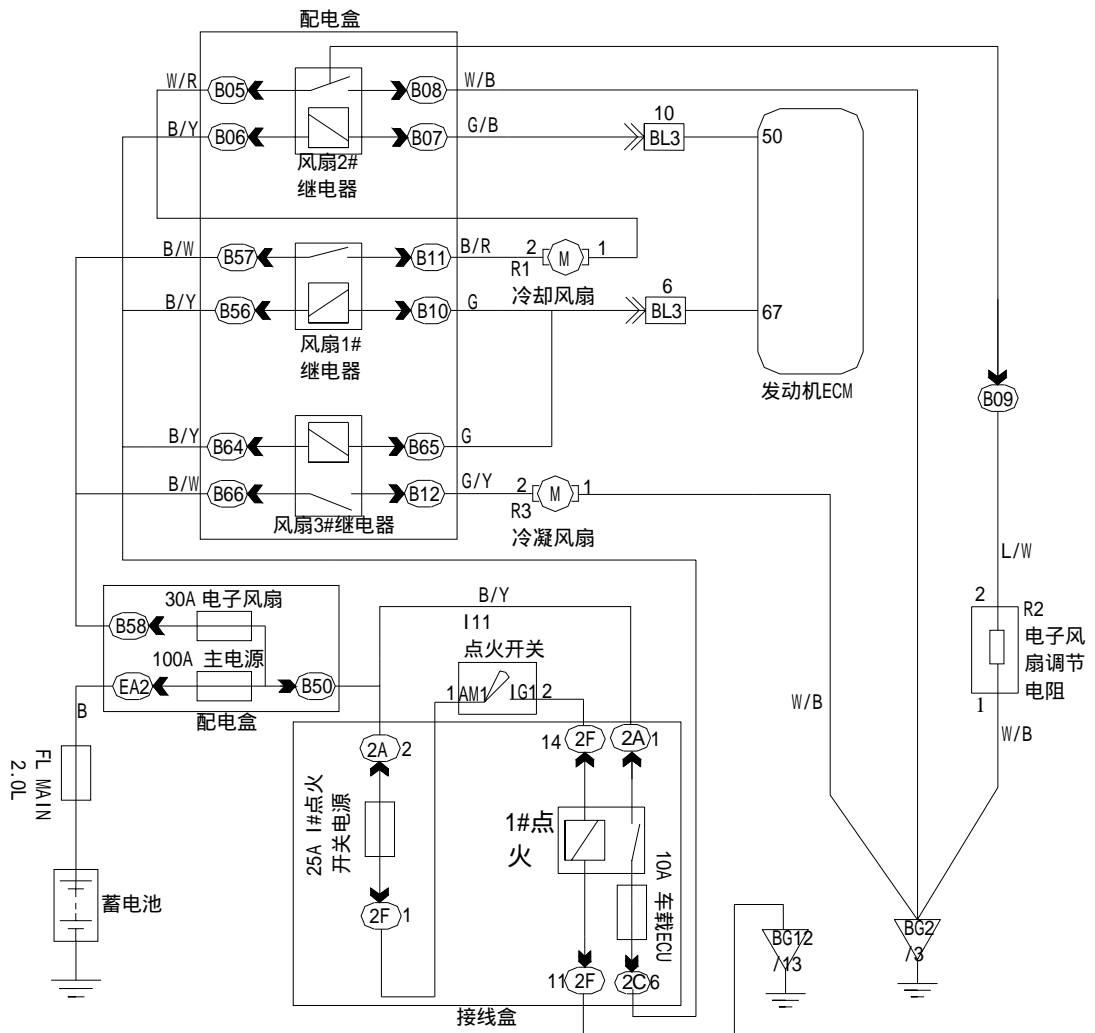 配电盒
W/R
B05
B08
W/B
B/Y
B06
B07
G/B
10
BL3
50
风扇2#
继电器
B/W
B57
B11
B/R
2
M
1
R1
冷却风扇
B/Y
B56
B10
G
6
BL3
67
风扇1#
继电器
发动机ECM
B09
B/Y
B64
B65
G
B/W
B66
B12
G/Y
2
M
1
R3
冷凝风扇
风扇3#继电器
L/W
30A 电子风扇
B58
100A 主电源
EA2
B50
配电盒
B
B/Y
I11
点火开关
1
AM1
IG1
2
2
R2
电子风
扇调节
电阻
1
W/B
W/B
FL MAIN
2.0L
2A
2
14
2F
2A
1
25A I#点火
开关电源
1#点
火
10A 车载ECU
蓄电池
2F
1
11
2F
2C
6
接线盒
BG12
/13
BG2
/3